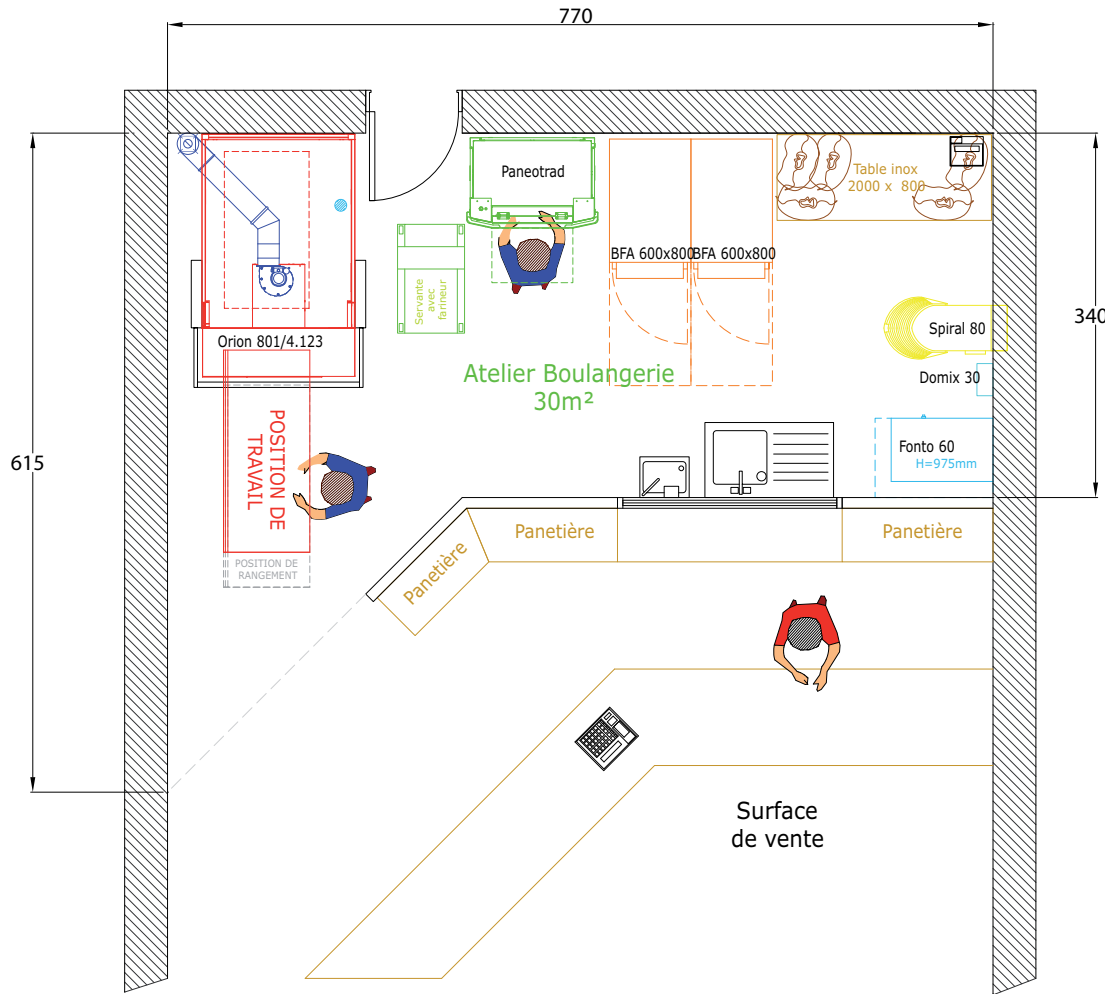 770
615
340
Paneotrad
Table inox
2000 x 800
BFA 600x800
BFA 600x800
Servante
avec
farineur
Spiral 80
Orion 801/4.123
Domix 30
Atelier Boulangerie
30m²
POSITION DE
TRAVAIL
Fonto 60
H=975mm
POSITION DE
RANGEMENT
Panetière
Panetière
Panetière
Surface
de vente